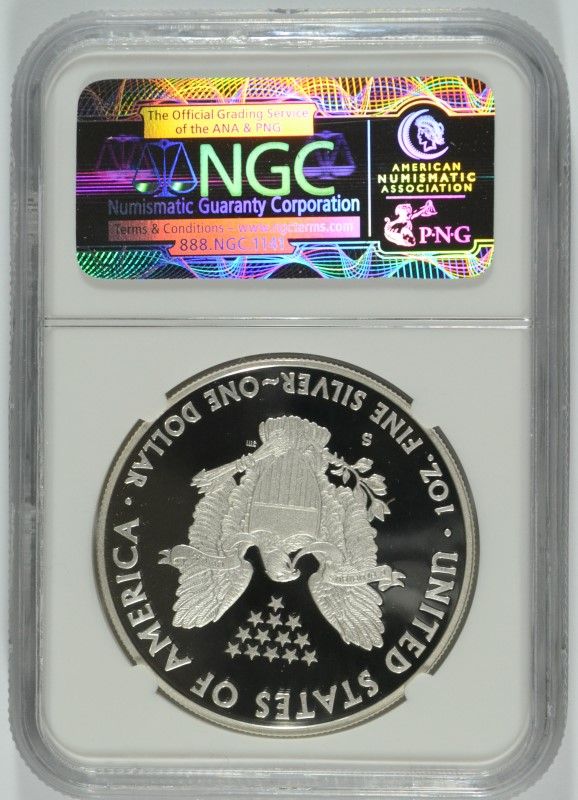 The Official Grading Service
of the ANA & PNG
NGC
Numismatic Guaranty Corporation
Terms & Conditions – www.ngcterms.com
888.NGC.1141
AMERICAN
NUMISMATIC
ASSOCIATION
P·N·G
UNITED STATES OF AMERICA
1 OZ. FINE SILVER~ONE DOLLAR
S